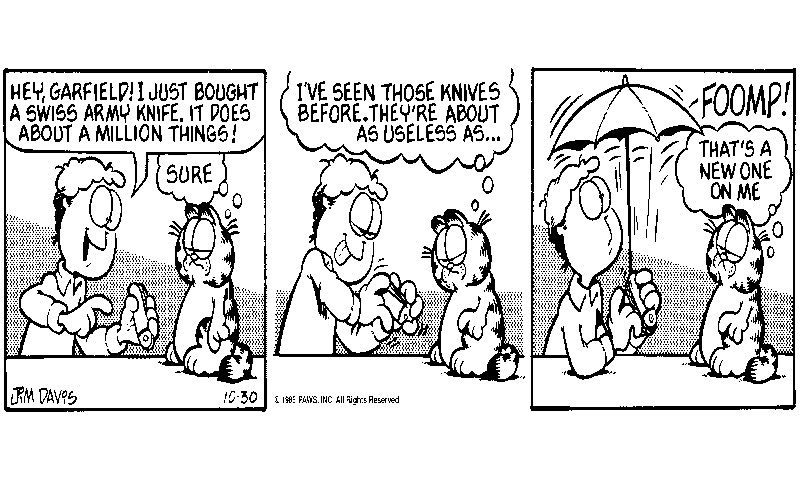 HEY, GARFIELD! I JUST BOUGHT
A SWISS ARMY KNIFE. IT DOES
ABOUT A MILLION THINGS!
SURE
JIM DAVIS
10-30
I'VE SEEN THOSE KNIVES
BEFORE. THEY'RE ABOUT
AS USELESS AS...
PAWS, INC. All Rights Reserved
FOOMP!
THAT'S A
NEW ONE
ON ME